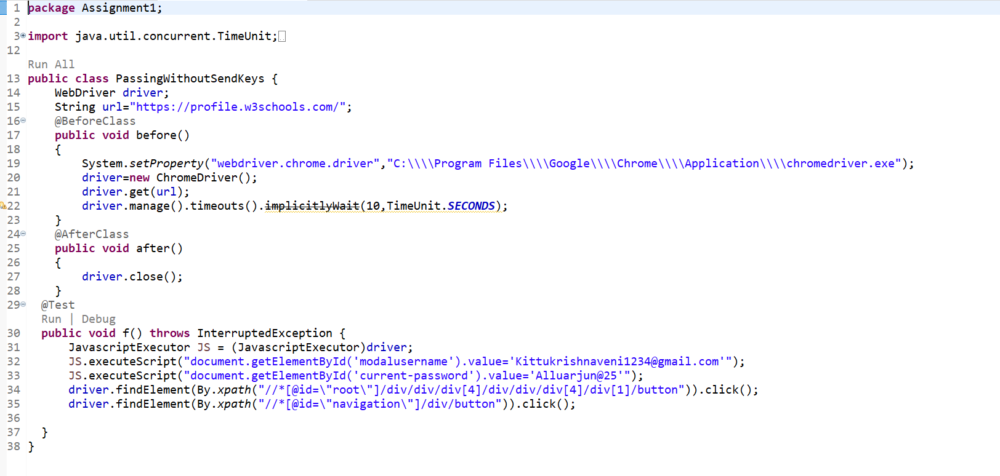 1 package Assignment1;
2
3 import java.util.concurrent.TimeUnit;
12
Run All
13 public class PassingWithoutSendKeys {
14     WebDriver driver;
15     String url="https://profile.w3schools.com/";
16     @BeforeClass
17     public void before()
18     {
19         System.setProperty("webdriver.chrome.driver","C:\\\\Program Files\\\\Google\\\\Chrome\\\\Application\\\\chromedriver.exe");
20         driver=new ChromeDriver();
21         driver.get(url);
22         driver.manage().timeouts().implicitlyWait(10,TimeUnit.SECONDS);
23     }
24     @AfterClass
25     public void after()
26     {
27         driver.close();
28     }
29   @Test
Run | Debug
30   public void f() throws InterruptedException {
31       JavascriptExecutor JS = (JavascriptExecutor)driver;
32       JS.executeScript("document.getElementById('modalusername').value='Kittukrishnaveni1234@gmail.com'");
33       JS.executeScript("document.getElementById('current-password').value='Alluarjun@25'");
34       driver.findElement(By.xpath("//*[@id=\"root\"]/div/div/div[4]/div/div/div[4]/div[1]/button")).click();
35       driver.findElement(By.xpath("//*[@id=\"navigation\"]/div/button")).click();
36
37   }
38 }